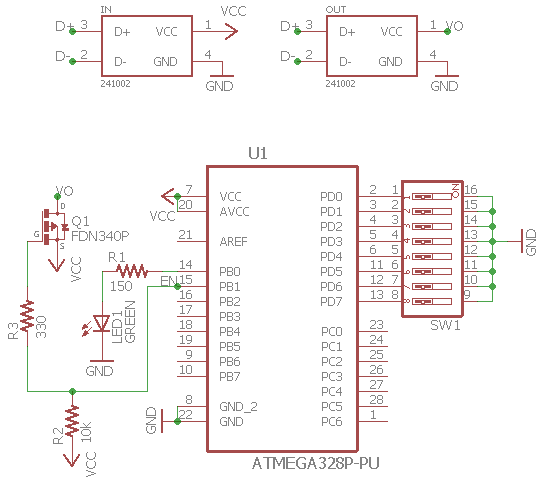 IN OUT
VCC
D+ 3 D+ VCC 1 D+ 3 D+ VCC 1 VO
D- 2 D- GND 4 D- 2 D- GND 4
241002 GND 241002 GND
U1
VO
D
Q1
FDN340P
G
S
VCC
7 VCC PD0 2 1 ON 16
VCC
20 AVCC PD1 3 2 15
PD2 4 3 14
21 AREF PD3 5 4 13 GND
PD4 6 5 12
R1
150
14 PB0 PD5 11 6 11
EN 15 PB1 PD6 12 7 10
16 PB2 PD7 13 8 9
SW1
R3
330
LED1
GREEN
GND
17 PB3
18 PB4 PC0 23
19 PB5 PC1 24
9 PB6 PC2 25
10 PB7 PC3 26
PC4 27
GND 8 GND_2 PC5 28
22 GND PC6 1
R2
10K
VCC
ATMEGA328P-PU